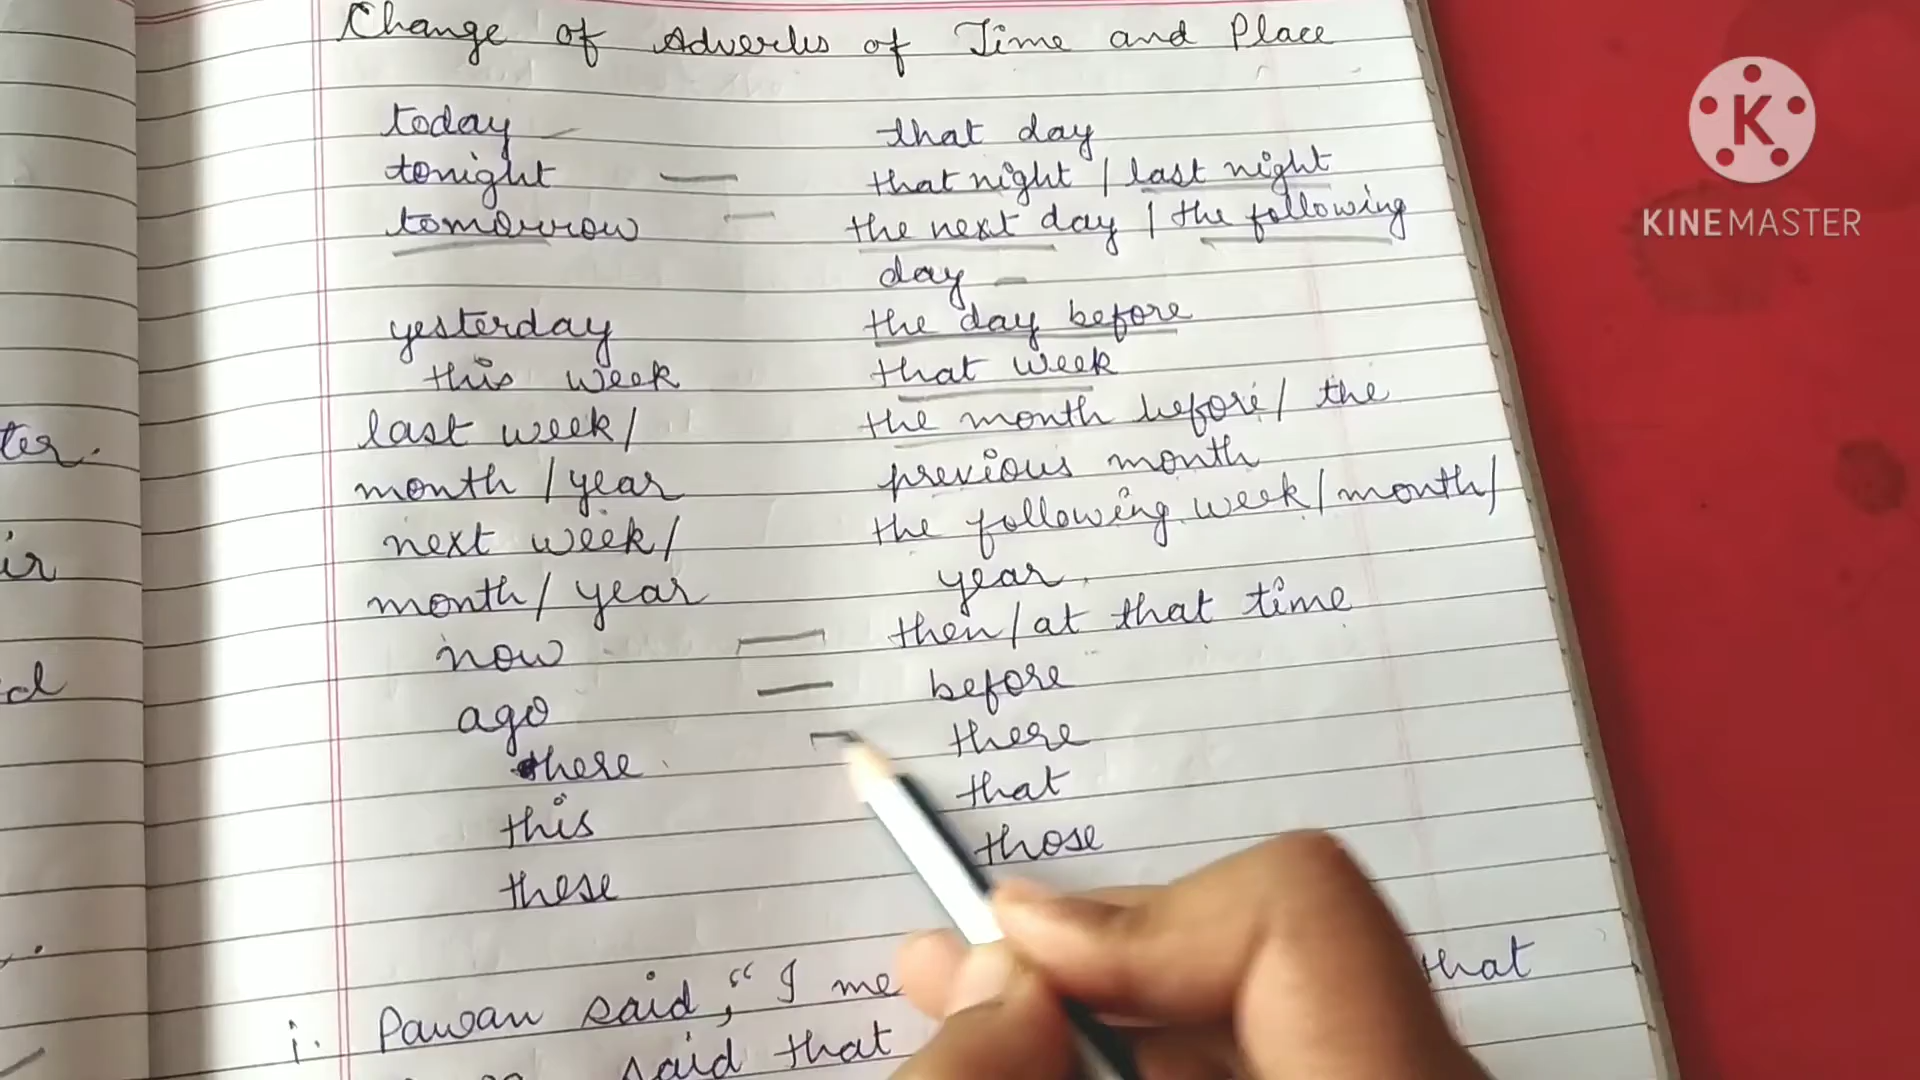 Change of Adverbs of Time and Place
today that day
tonight — that night / last night
tomorrow — the next day / the following
day
yesterday the day before
this week that week
last week / the month before / the
month / year previous month
next week / the following week / month /
month / year year
now — then / at that time
ago — before
here — there
this that
these those
i. Pawan said, "I me that
said that
ter.
ir
d
K
KINEMASTER